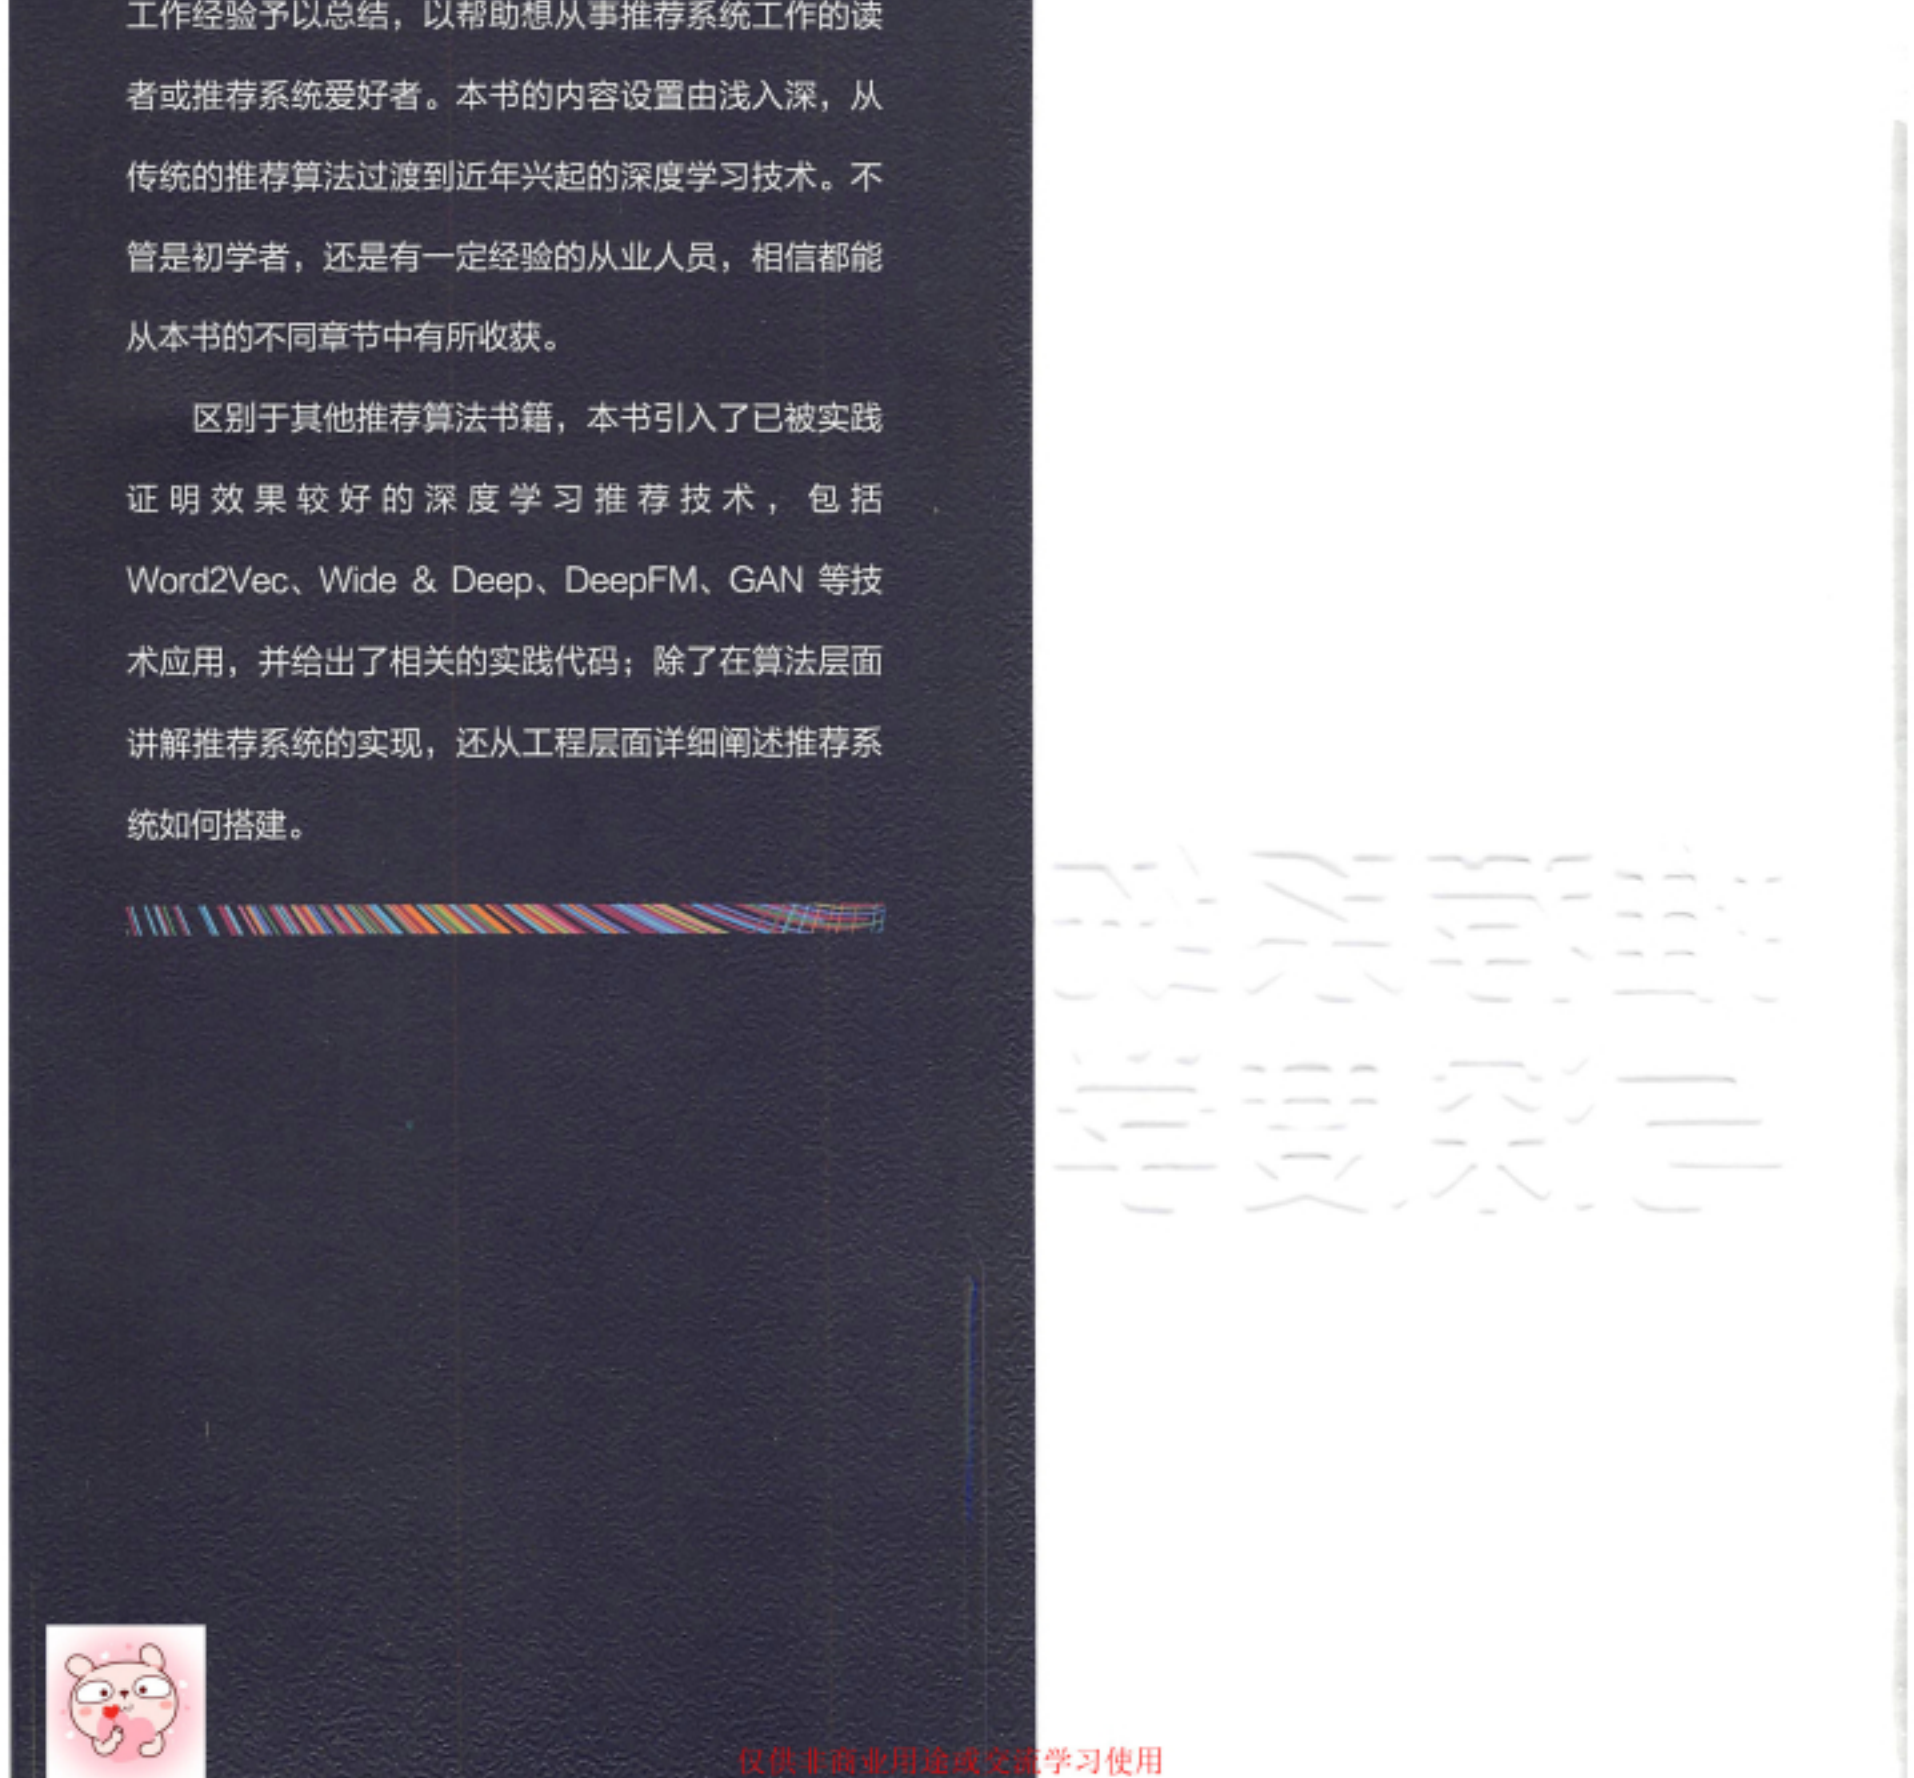 工作经验予以总结，以帮助想从事推荐系统工作的读
者或推荐系统爱好者。本书的内容设置由浅入深，从
传统的推荐算法过渡到近年兴起的深度学习技术。不
管是初学者，还是有一定经验的从业人员，相信都能
从本书的不同章节中有所收获。
区别于其他推荐算法书籍，本书引入了已被实践
证明效果较好的深度学习推荐技术，包括
Word2Vec、Wide & Deep、DeepFM、GAN 等技
术应用，并给出了相关的实践代码；除了在算法层面
讲解推荐系统的实现，还从工程层面详细阐述推荐系
统如何搭建。
仅供非商业用途或交流学习使用